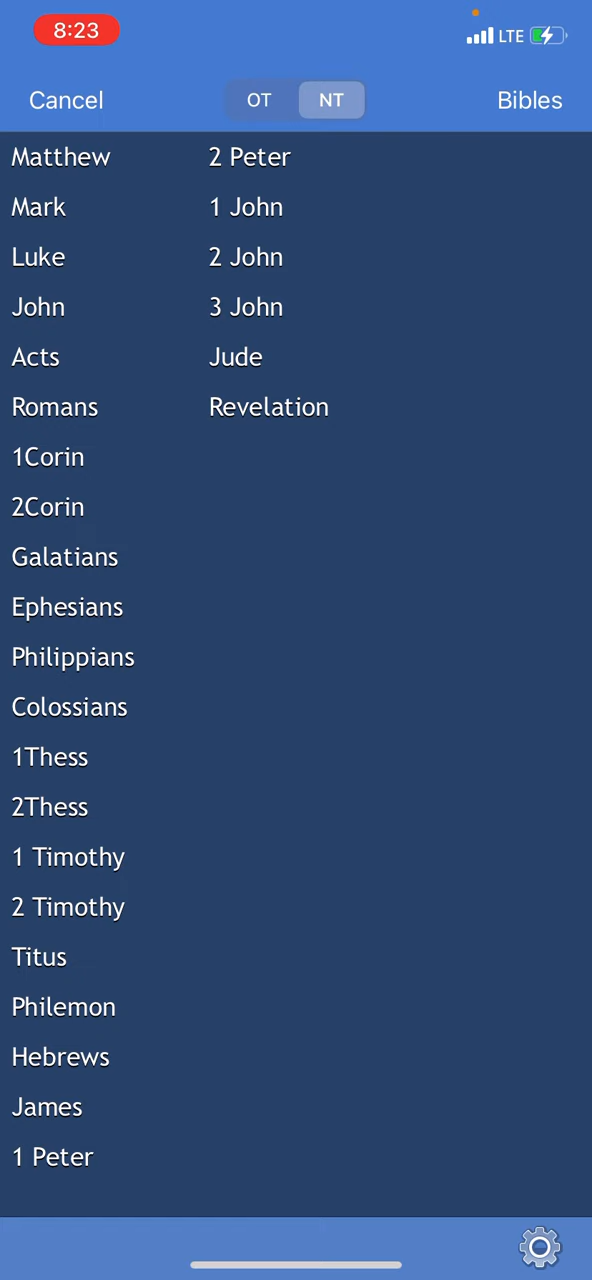 8:23
LTE
Cancel
OT
NT
Bibles
Matthew
Mark
Luke
John
Acts
Romans
1Corin
2Corin
Galatians
Ephesians
Philippians
Colossians
1Thess
2Thess
1 Timothy
2 Timothy
Titus
Philemon
Hebrews
James
1 Peter
2 Peter
1 John
2 John
3 John
Jude
Revelation